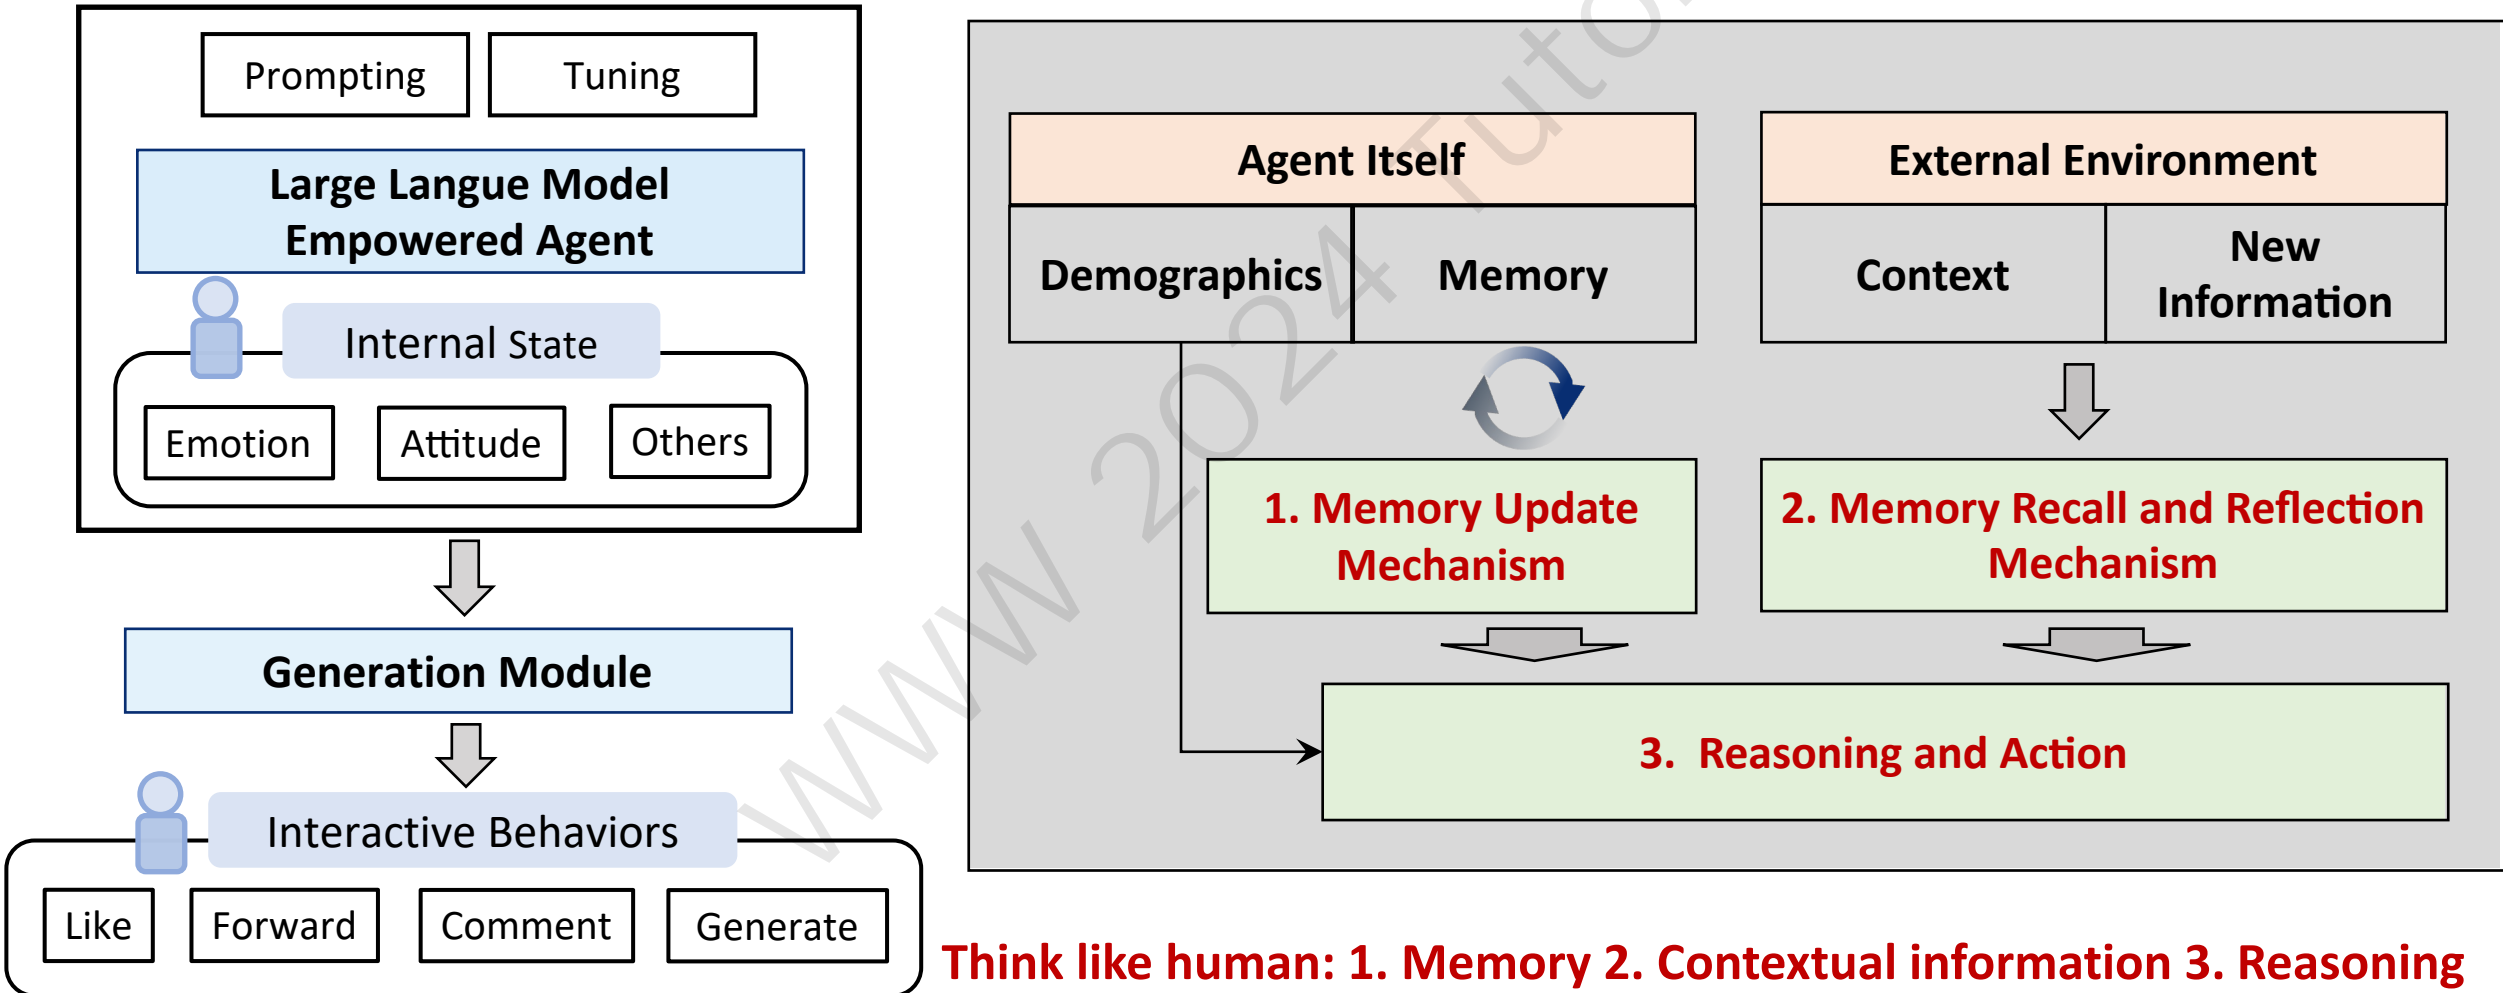 Prompting
Tuning
Large Langue Model
Empowered Agent
Internal State
Emotion
Attitude
Others
Generation Module
Interactive Behaviors
Like
Forward
Comment
Generate
Agent Itself
Demographics
Memory
External Environment
Context
New
Information
1. Memory Update
Mechanism
2. Memory Recall and Reflection
Mechanism
3. Reasoning and Action
Think like human: 1. Memory 2. Contextual information 3. Reasoning
WWW 2024